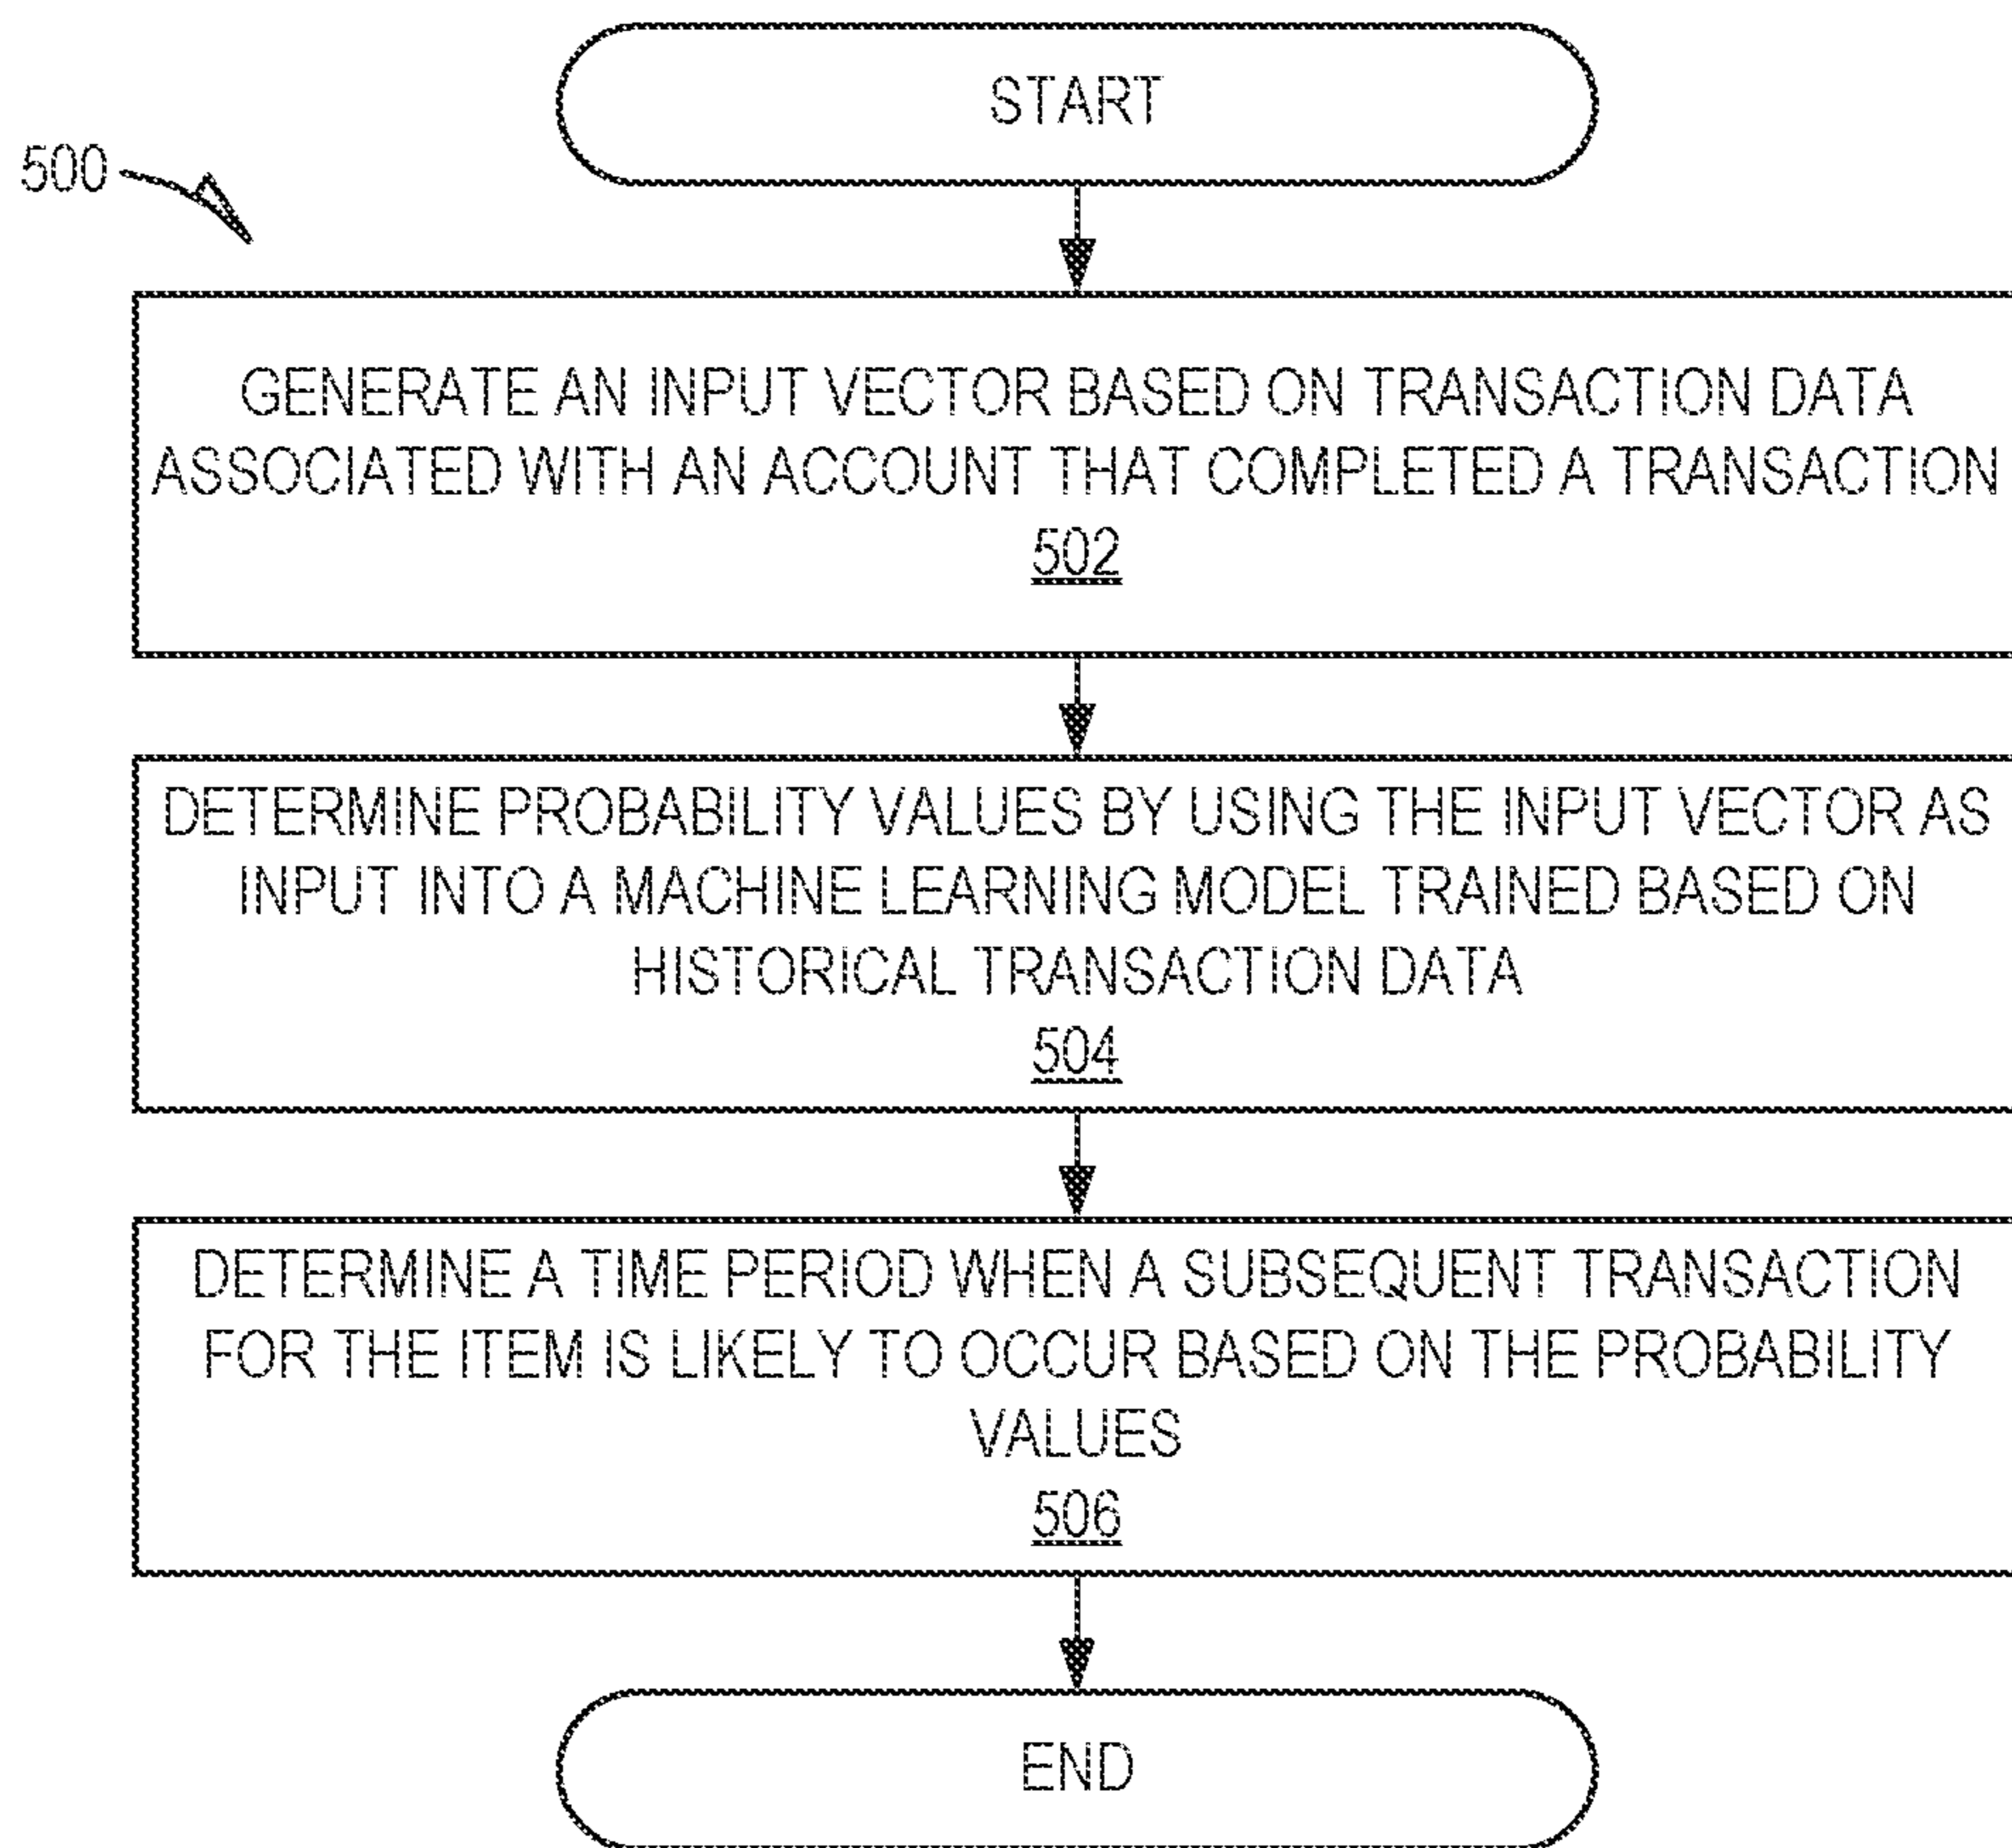 START
500
GENERATE AN INPUT VECTOR BASED ON TRANSACTION DATA
ASSOCIATED WITH AN ACCOUNT THAT COMPLETED A TRANSACTION
502
DETERMINE PROBABILITY VALUES BY USING THE INPUT VECTOR AS
INPUT INTO A MACHINE LEARNING MODEL TRAINED BASED ON
HISTORICAL TRANSACTION DATA
504
DETERMINE A TIME PERIOD WHEN A SUBSEQUENT TRANSACTION
FOR THE ITEM IS LIKELY TO OCCUR BASED ON THE PROBABILITY
VALUES
506
END